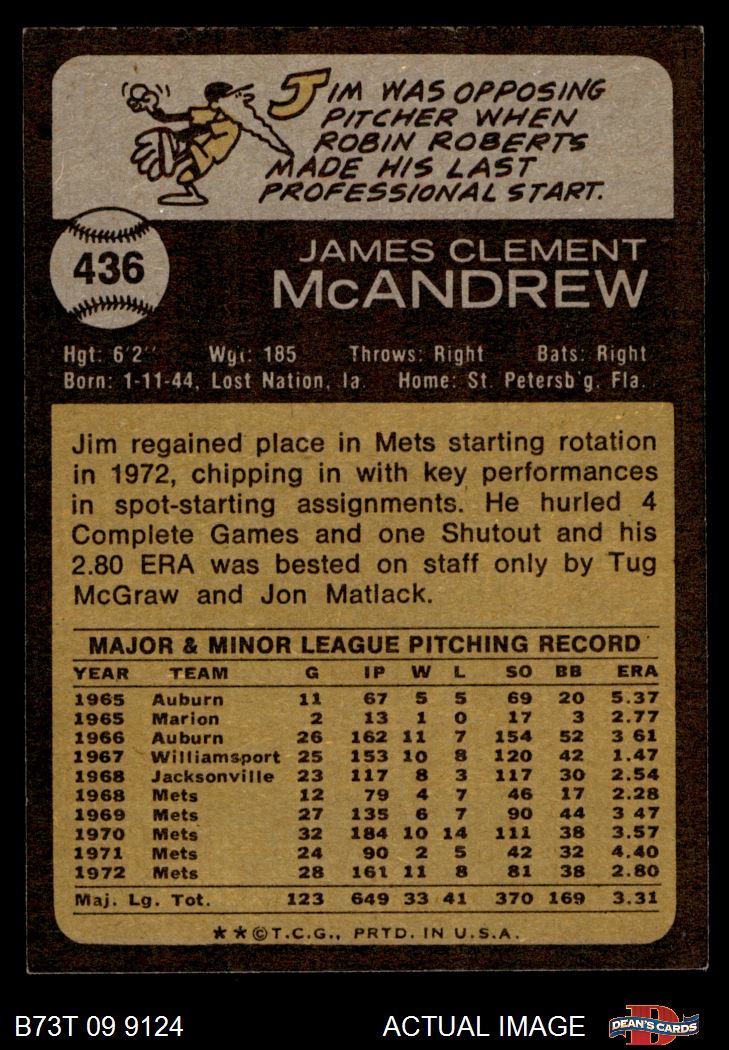 JIM WAS OPPOSING
PITCHER WHEN
ROBIN ROBERTS
MADE HIS LAST
PROFESSIONAL START.
436
JAMES CLEMENT
McANDREW
Hgt: 6'2" Wgt: 185 Throws: Right Bats: Right
Born: 1-11-44, Lost Nation, Ia. Home: St. Petersb'g, Fla.
Jim regained place in Mets starting rotation
in 1972, chipping in with key performances
in spot-starting assignments. He hurled 4
Complete Games and one Shutout and his
2.80 ERA was bested on staff only by Tug
McGraw and Jon Matlack.
MAJOR & MINOR LEAGUE PITCHING RECORD
YEAR TEAM G IP W L SO BB ERA
1965 Auburn 11 67 5 5 69 20 5.37
1965 Marion 2 13 1 0 17 3 2.77
1966 Auburn 26 162 11 7 154 52 3 61
1967 Williamsport 25 153 10 8 120 42 1.47
1968 Jacksonville 23 117 8 3 117 30 2.54
1968 Mets 12 79 4 7 46 17 2.28
1969 Mets 27 135 6 7 90 44 3 47
1970 Mets 32 184 10 14 111 38 3.57
1971 Mets 24 90 2 5 42 32 4.40
1972 Mets 28 161 11 8 81 38 2.80
Maj. Lg. Tot. 123 649 33 41 370 169 3.31
★★©T.C.G., PRTD. IN U.S.A.
B73T 09 9124 ACTUAL IMAGE DEAN'S CARDS